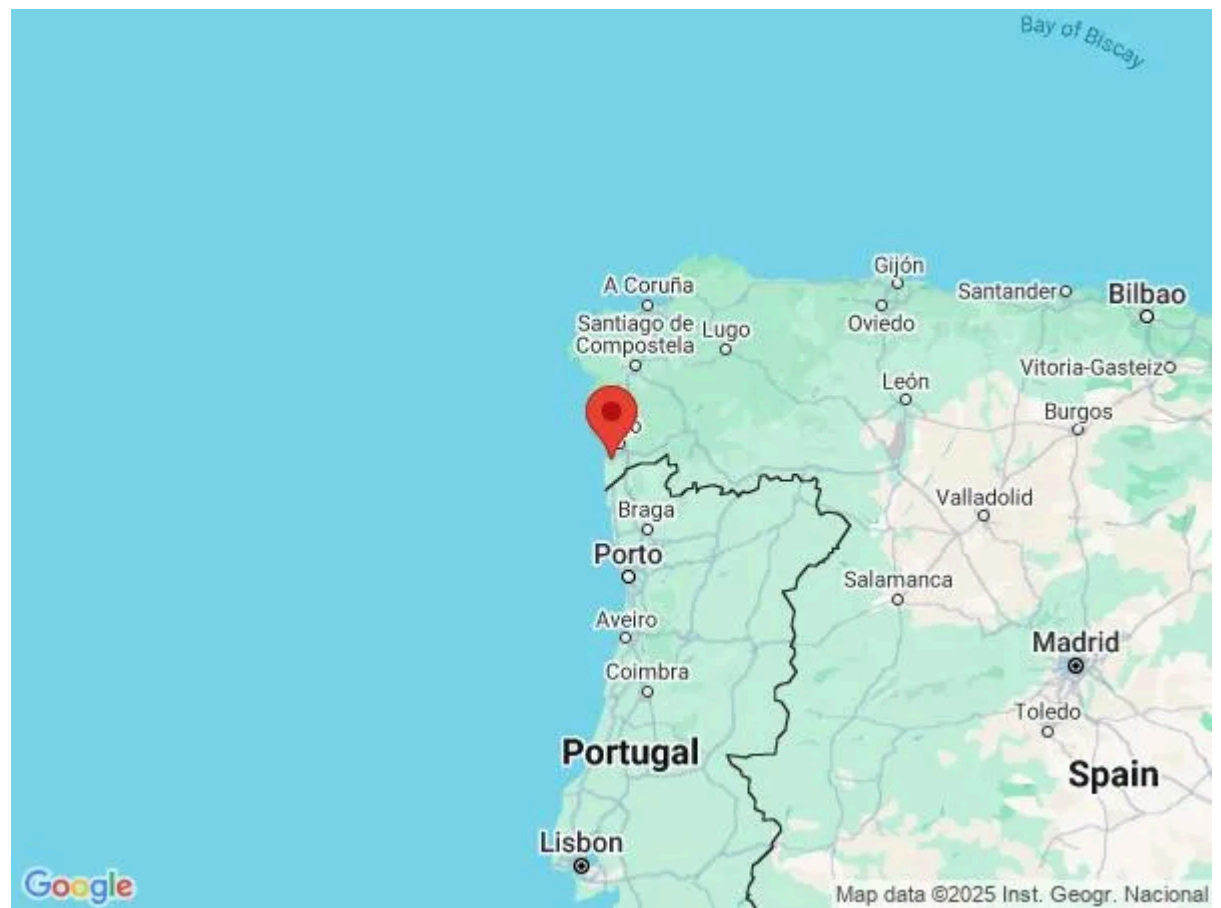 Bay of Biscay
Gijón
A Coruña
Santander
Bilbao
Santiago de
Compostela
Lugo
Oviedo
Vitoria-Gasteiz
León
Burgos
Valladolid
Braga
Porto
Salamanca
Aveiro
Madrid
Coimbra
Toledo
Portugal
Spain
Lisbon
Google
Map data ©2025 Inst. Geogr. Nacional